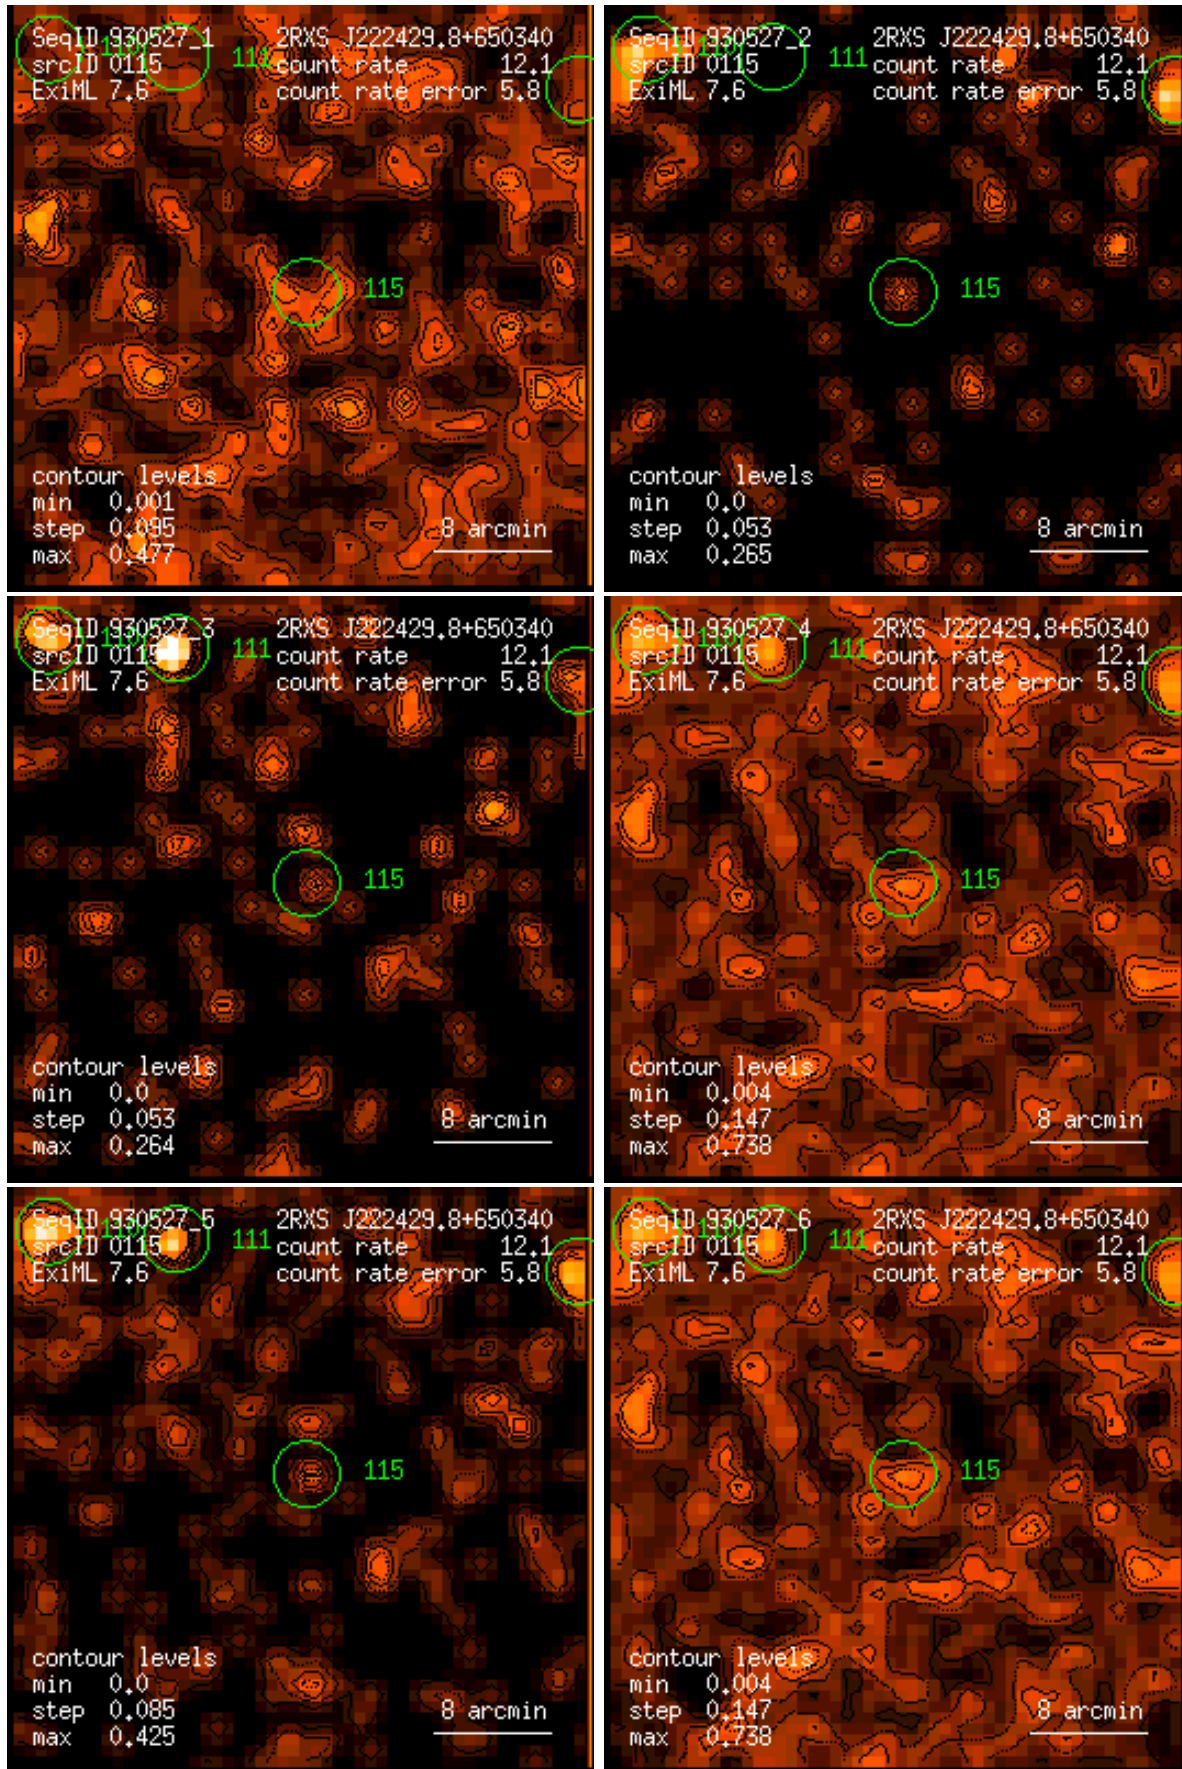 SeqID 930527_1 2RXS J222429.8+650340
srcID 0115 111 count rate 12.1
ExiML 7.6 count rate error 5.8
115
contour levels
min 0.001
step 0.095
max 0.477
8 arcmin
SeqID 930527_2 2RXS J222429.8+650340
srcID 0115 111 count rate 12.1
ExiML 7.6 count rate error 5.8
115
contour levels
min 0.0
step 0.053
max 0.265
8 arcmin
SeqID 930527_3 2RXS J222429.8+650340
srcID 0115 111 count rate 12.1
ExiML 7.6 count rate error 5.8
115
contour levels
min 0.0
step 0.053
max 0.264
8 arcmin
SeqID 930527_4 2RXS J222429.8+650340
srcID 0115 111 count rate 12.1
ExiML 7.6 count rate error 5.8
115
contour levels
min 0.004
step 0.147
max 0.738
8 arcmin
SeqID 930527_5 2RXS J222429.8+650340
srcID 0115 111 count rate 12.1
ExiML 7.6 count rate error 5.8
115
contour levels
min 0.0
step 0.085
max 0.425
8 arcmin
SeqID 930527_6 2RXS J222429.8+650340
srcID 0115 111 count rate 12.1
ExiML 7.6 count rate error 5.8
115
contour levels
min 0.004
step 0.147
max 0.738
8 arcmin